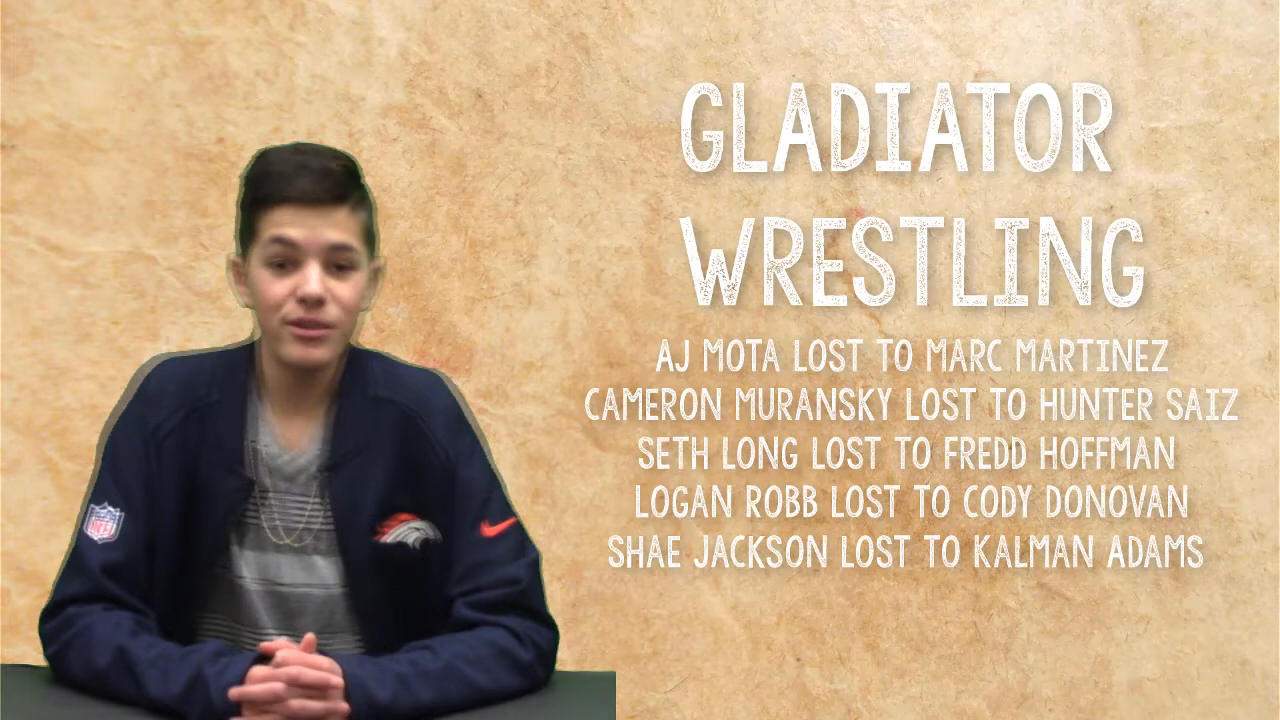 GLADIATOR
WRESTLING
AJ MOTA LOST TO MARC MARTINEZ
CAMERON MURANSKY LOST TO HUNTER SAIZ
SETH LONG LOST TO FREDD HOFFMAN
LOGAN ROBB LOST TO CODY DONOVAN
SHAE JACKSON LOST TO KALMAN ADAMS
NFL